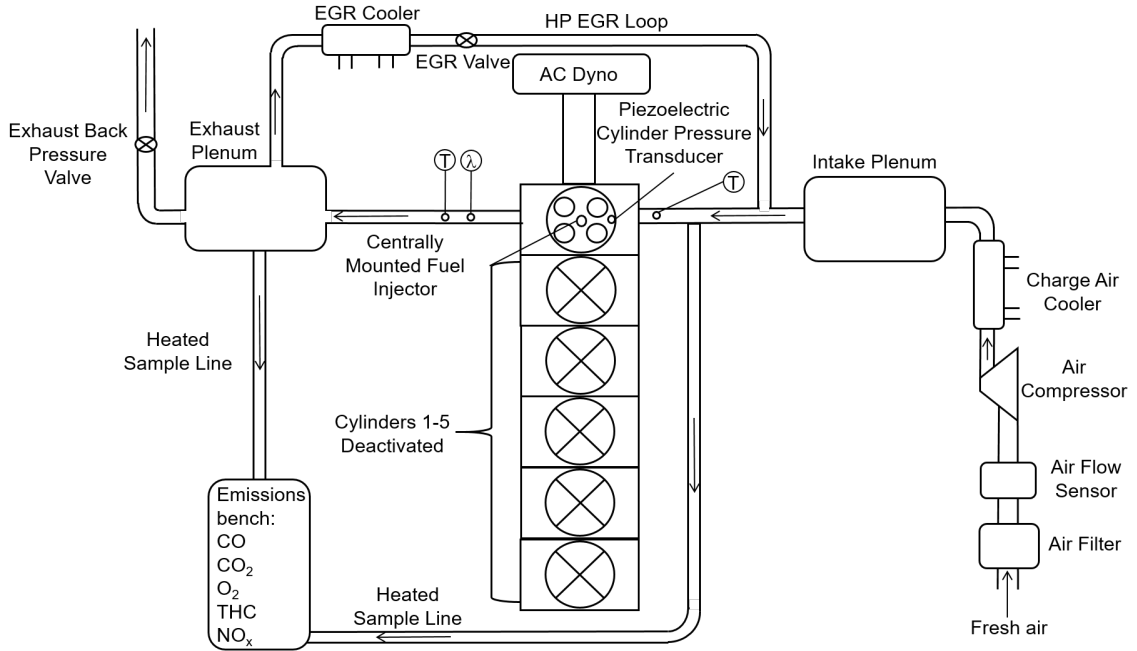 EGR Cooler
HP EGR Loop
EGR Valve
AC Dyno
Exhaust Back
Pressure
Valve
Exhaust
Plenum
Piezoelectric
Cylinder Pressure
Transducer
Intake Plenum
T
λ
T
Centrally
Mounted Fuel
Injector
Charge Air
Cooler
Heated
Sample Line
Air
Compressor
Cylinders 1-5
Deactivated
Air Flow
Sensor
Emissions
bench:
CO
CO₂
O₂
THC
NOₓ
Air Filter
Heated
Sample Line
Fresh air